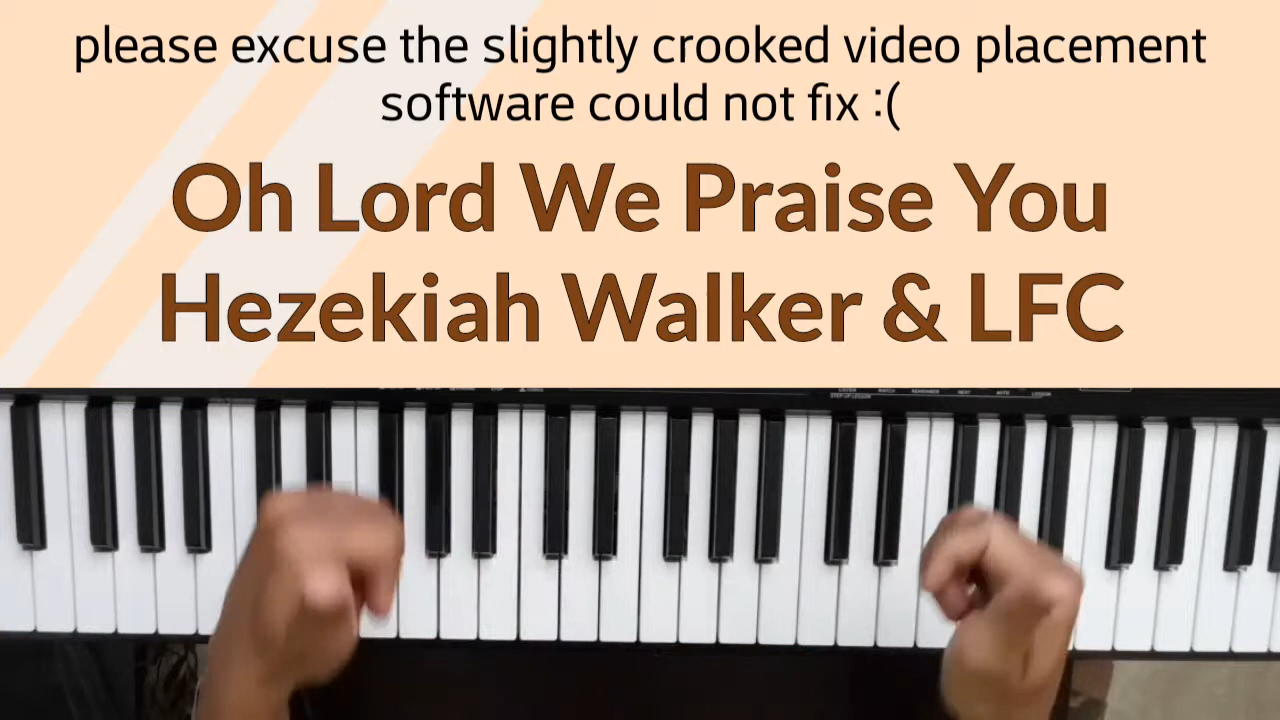 please excuse the slightly crooked video placement
software could not fix :(
Oh Lord We Praise You
Hezekiah Walker & LFC